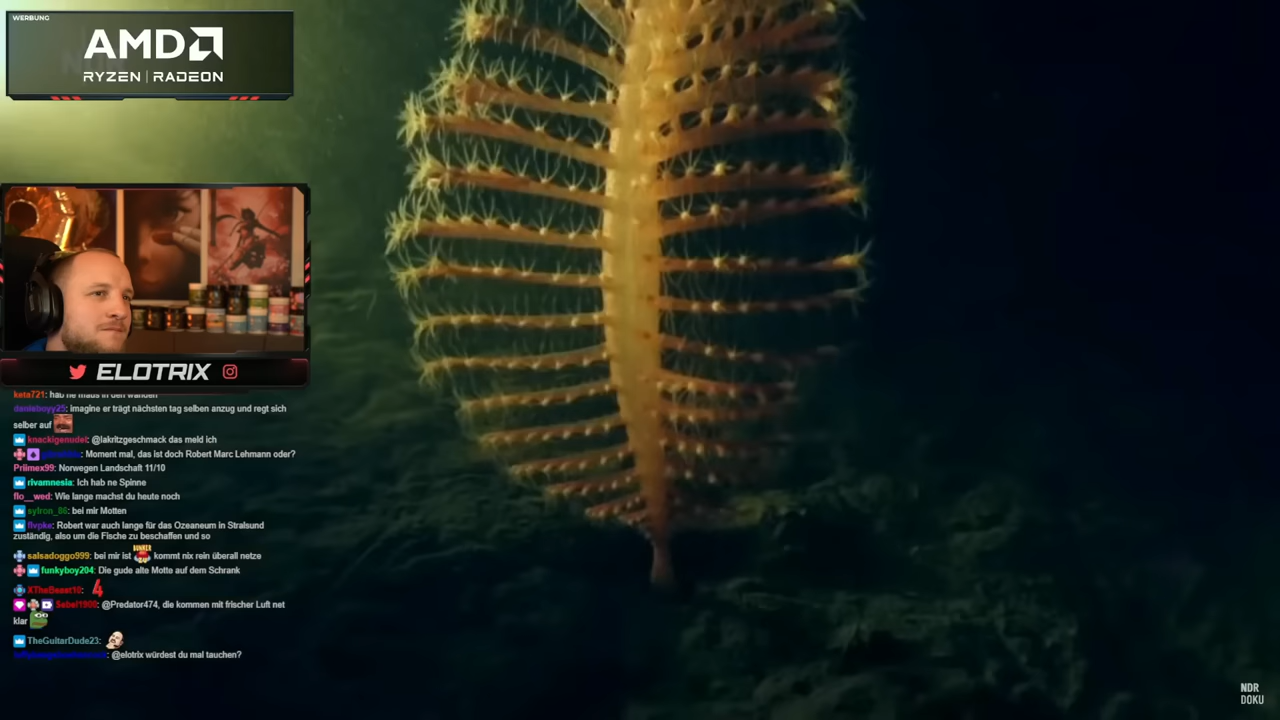 WERBUNG
AMD
RYZEN | RADEON
ELOTRIX
keta721: hab ne maus in den wänden
danieboyy25: imagine er trägt nächsten tag selben anzug und regt sich
selber auf
knackigenudel: @lakritzgeschmack das meld ich
: Moment mal, das ist doch Robert Marc Lehmann oder?
Priimex99: Norwegen Landschaft 11/10
rivamnesia: Ich hab ne Spinne
flo__wed: Wie lange machst du heute noch
sylron_86: bei mir Motten
flvpke: Robert war auch lange für das Ozeaneum in Stralsund
zuständig, also um die Fische zu beschaffen und so
salsadoggo999: bei mir ist kommt nix rein überall netze
funkyboy204: Die gude alte Motte auf dem Schrank
XTheBeast10: 4
Sebel1900: @Predator474, die kommen mit frischer Luft net
klar
TheGuitarDude23:
: @elotrix würdest du mal tauchen?
NDR
DOKU